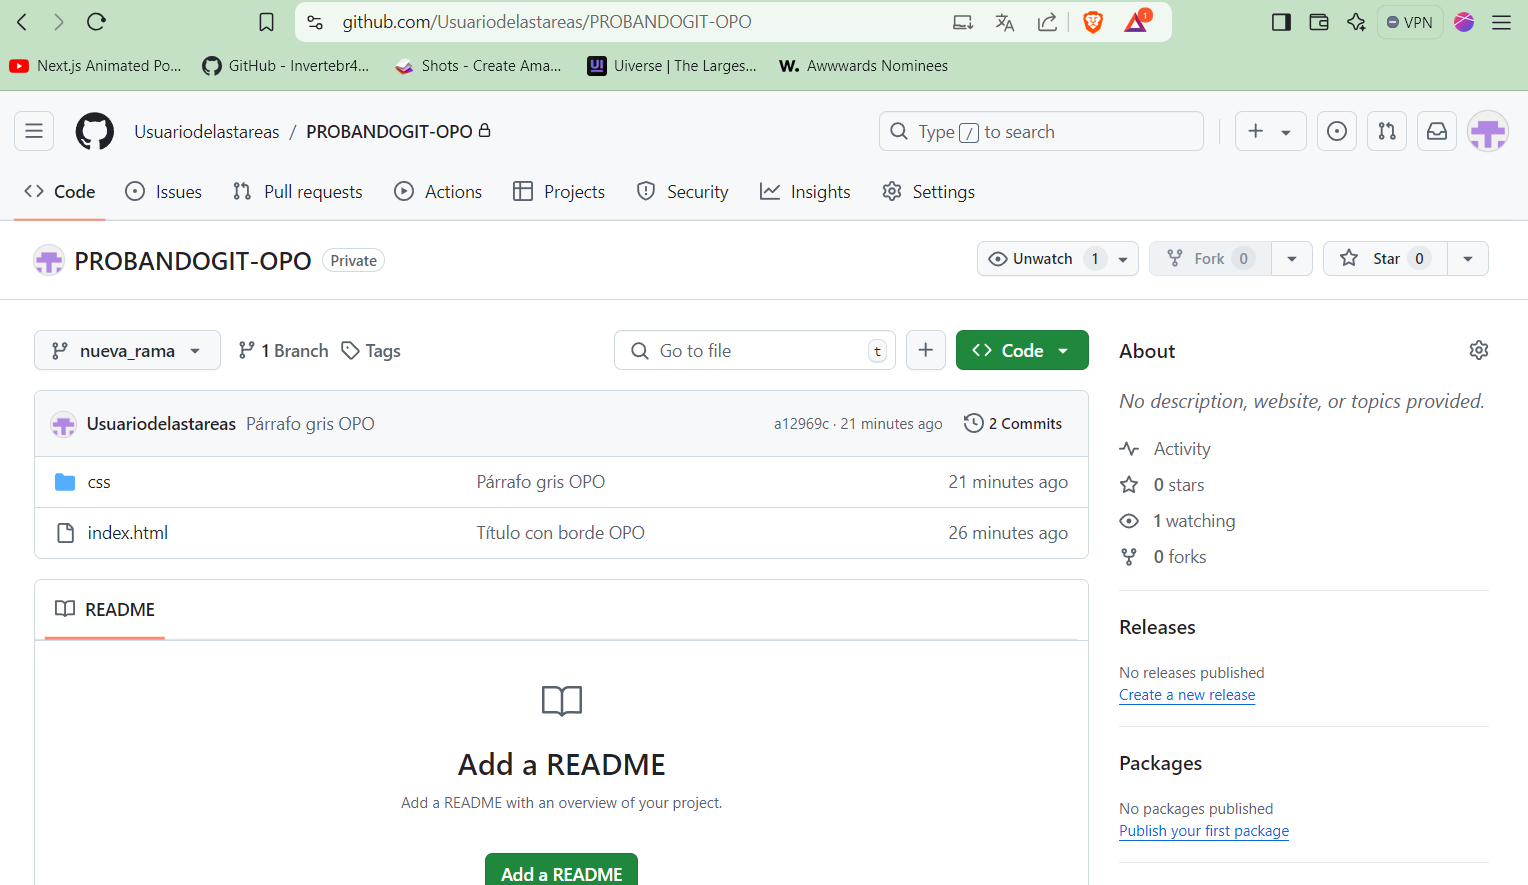 github.com/Usuariodelastareas/PROBANDOGIT-OPO
1
VPN
Next.js Animated Po...
GitHub - Invertebr4...
Shots - Create Ama...
UI
Uiverse | The Larges...
W.
Awwwards Nominees
Usuariodelastareas / PROBANDOGIT-OPO
Type / to search
Code
Issues
Pull requests
Actions
Projects
Security
Insights
Settings
PROBANDOGIT-OPO Private
Unwatch 1
Fork 0
Star 0
nueva_rama
1 Branch
Tags
Go to file
t
+
Code
About
No description, website, or topics provided.
Usuariodelastareas Párrafo gris OPO
a12969c · 21 minutes ago
2 Commits
css
Párrafo gris OPO
21 minutes ago
index.html
Título con borde OPO
26 minutes ago
Activity
0 stars
1 watching
0 forks
README
Add a README
Add a README with an overview of your project.
Add a README
Releases
No releases published
Create a new release
Packages
No packages published
Publish your first package